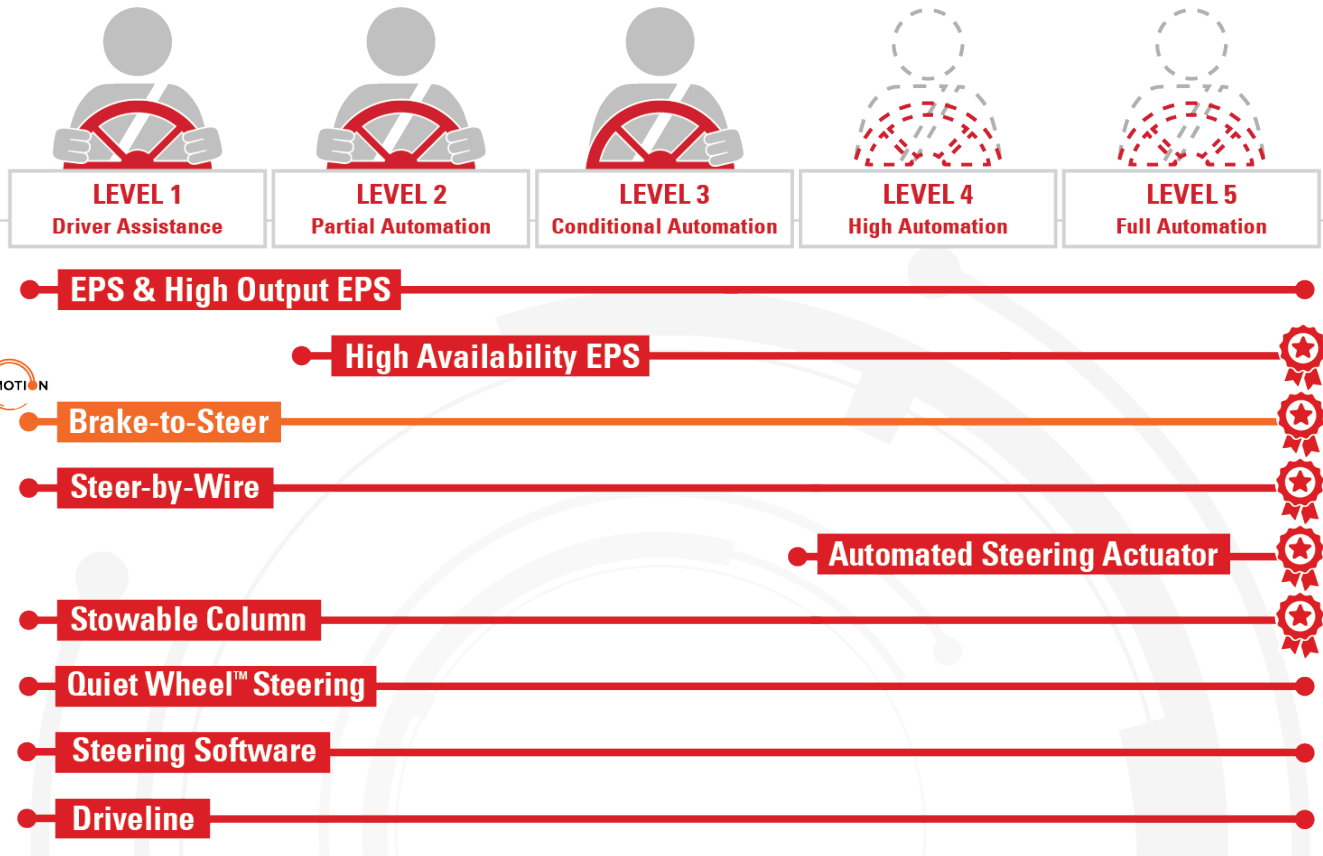 LEVEL 1
Driver Assistance
LEVEL 2
Partial Automation
LEVEL 3
Conditional Automation
LEVEL 4
High Automation
LEVEL 5
Full Automation
EPS & High Output EPS
High Availability EPS
Brake-to-Steer
Steer-by-Wire
Automated Steering Actuator
Stowable Column
Quiet Wheel™ Steering
Steering Software
Driveline